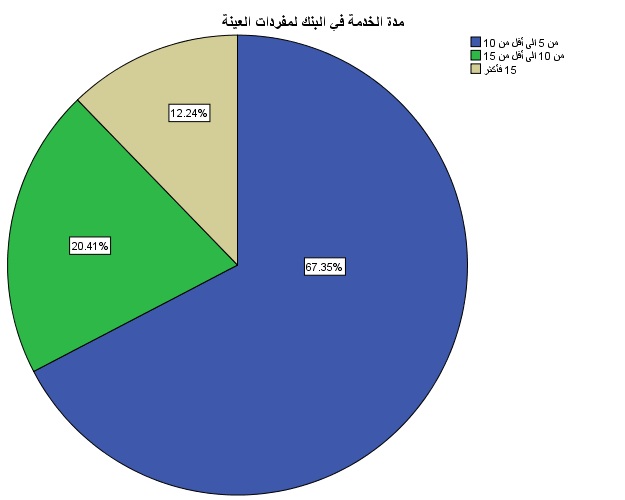 مدة الخدمة في البنك لمفردات العينة
من 5 الى أقل من 10
من 10 الى أقل من 15
15 فأكثر
12.24%
20.41%
67.35%